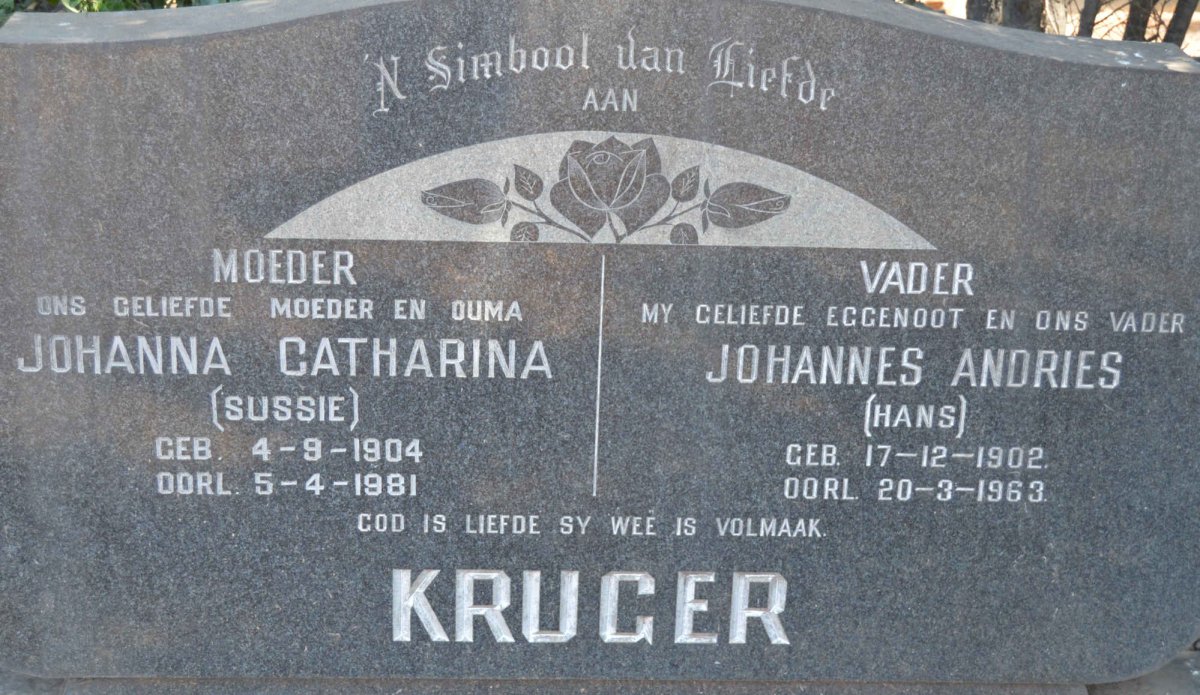 'N Simbool van Liefde
AAN
MOEDER
ONS GELIEFDE MOEDER EN OUMA
JOHANNA CATHARINA
(SUSSIE)
GEB. 4-9-1904
OORL. 5-4-1981
VADER
MY GELIEFDE EGGENOOT EN ONS VADER
JOHANNES ANDRIES
(HANS)
GEB. 17-12-1902.
OORL. 20-3-1963.
GOD IS LIEFDE SY WEË IS VOLMAAK.
KRUGER